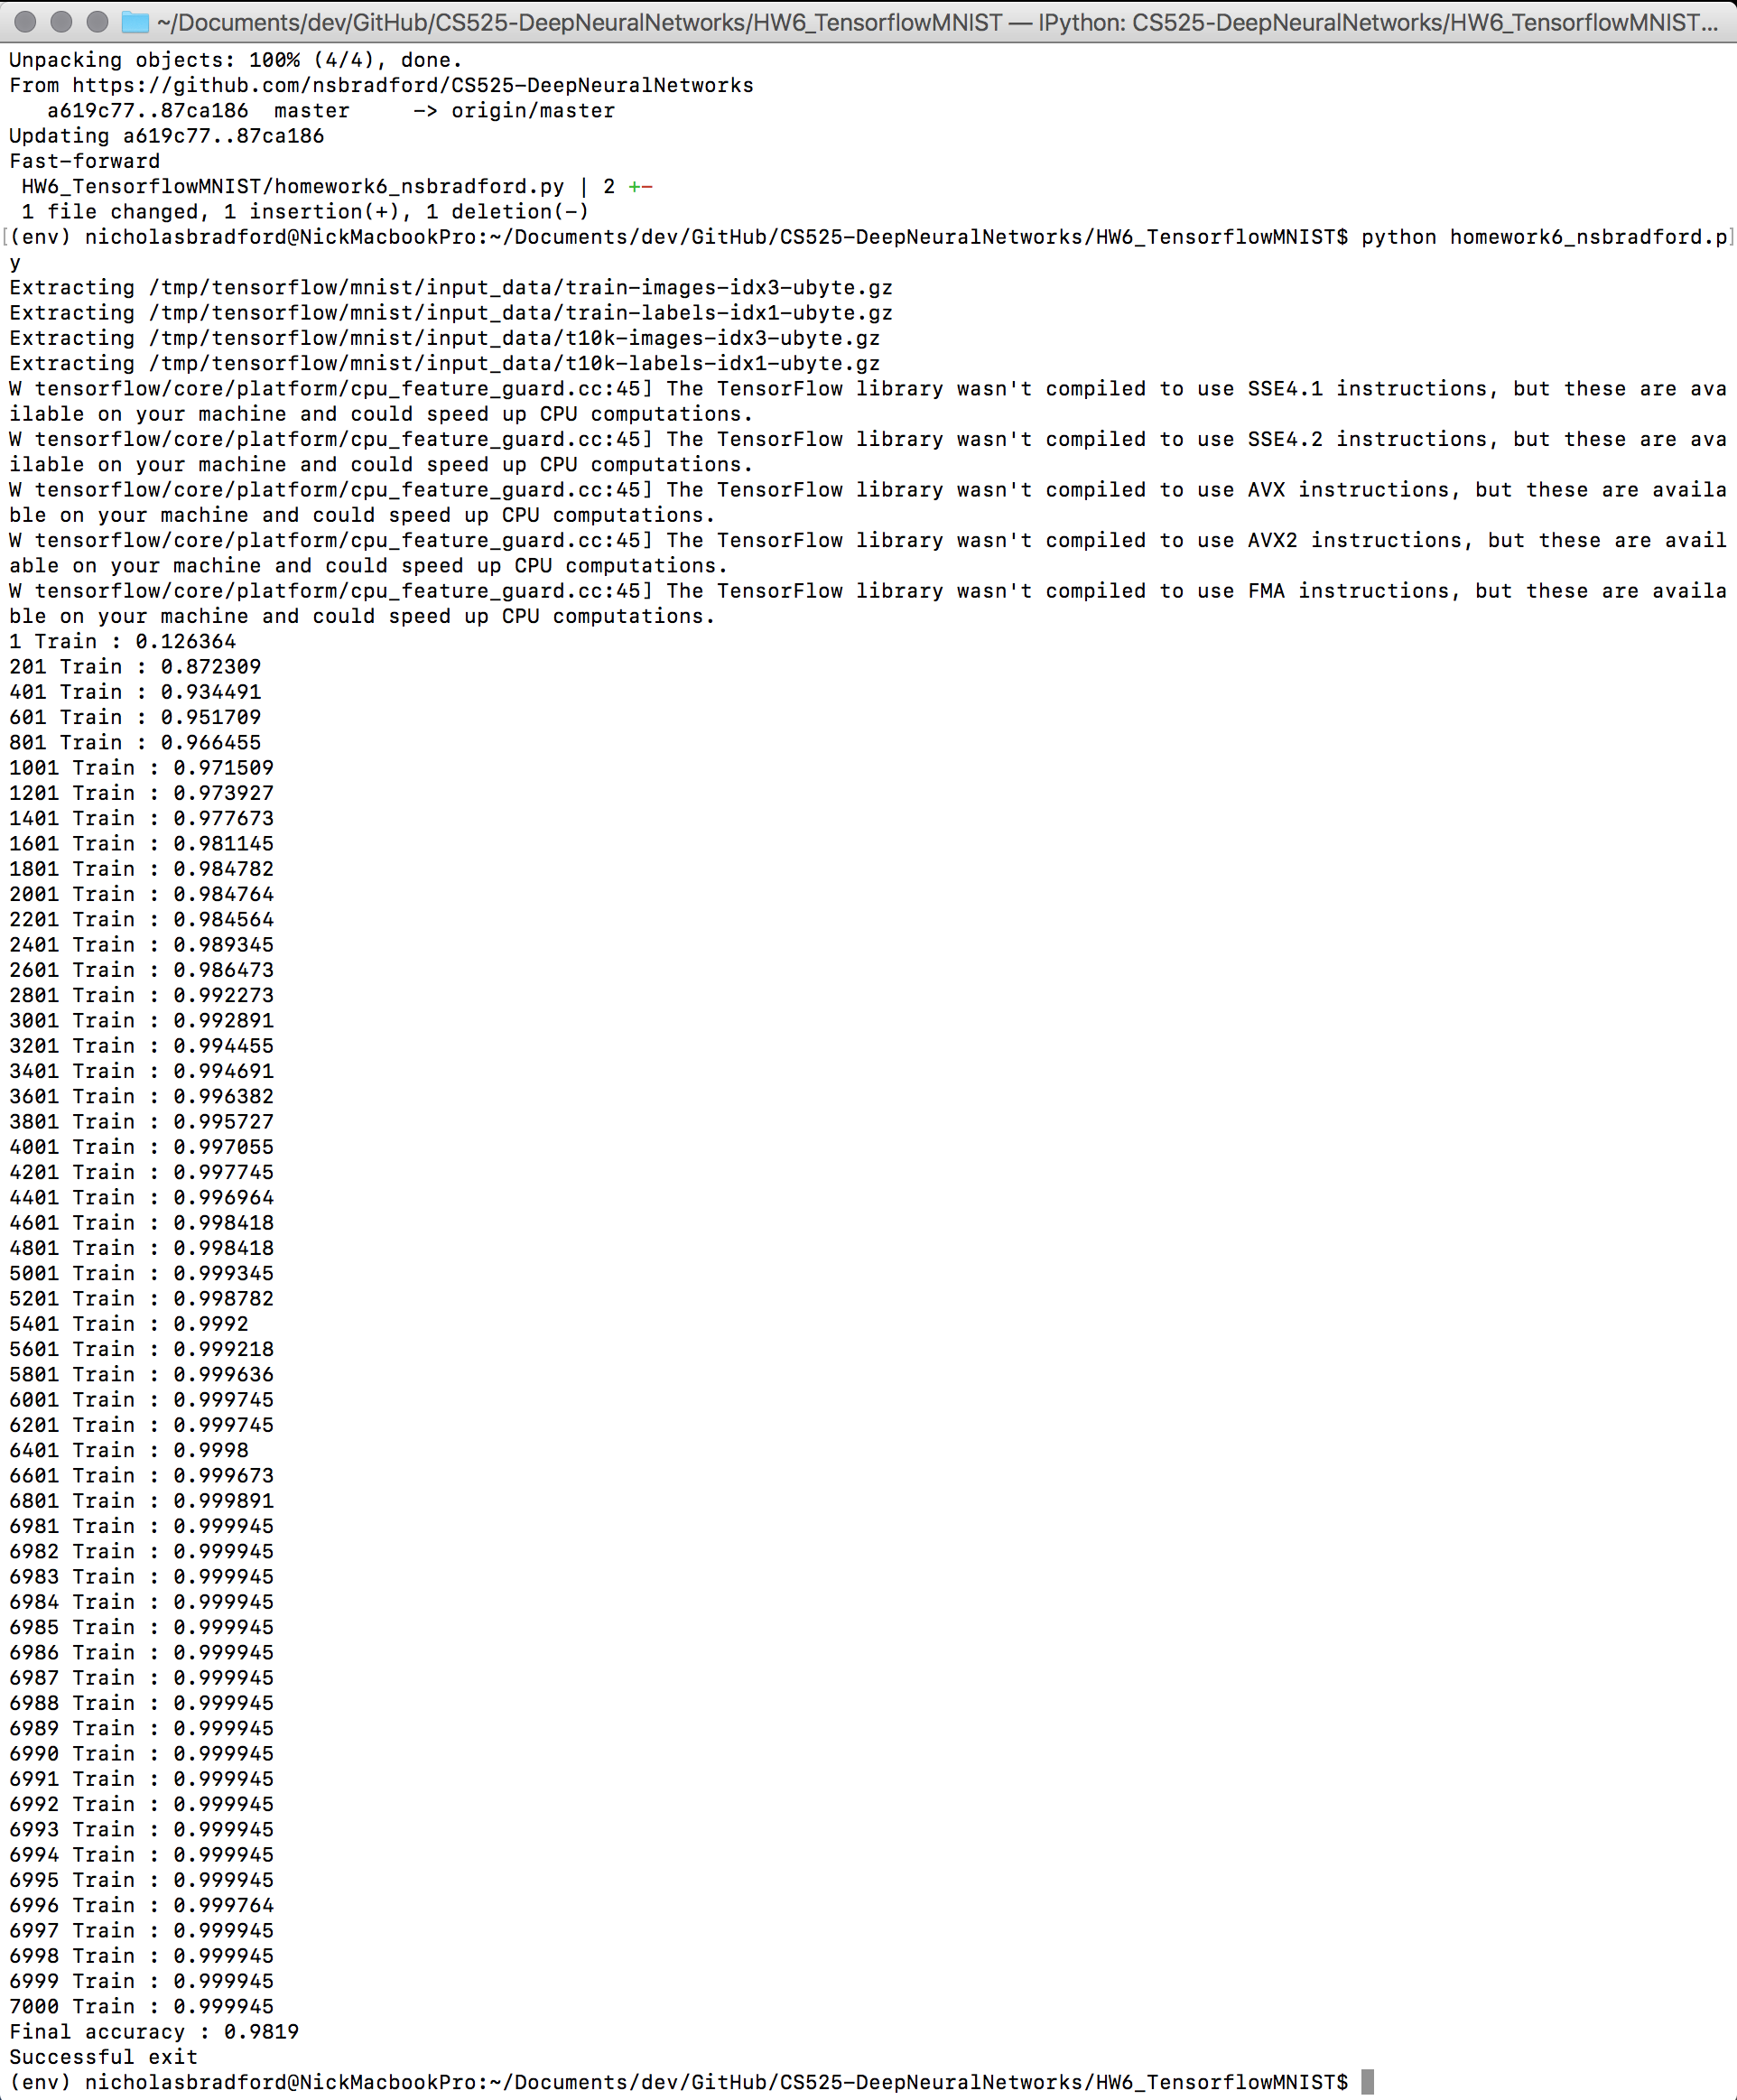 ~/Documents/dev/GitHub/CS525-DeepNeuralNetworks/HW6_TensorflowMNIST — IPython: CS525-DeepNeuralNetworks/HW6_TensorflowMNIST...
Unpacking objects: 100% (4/4), done.
From https://github.com/nsbradford/CS525-DeepNeuralNetworks
   a619c77..87ca186  master     -> origin/master
Updating a619c77..87ca186
Fast-forward
 HW6_TensorflowMNIST/homework6_nsbradford.py | 2 +-
 1 file changed, 1 insertion(+), 1 deletion(-)
[(env) nicholasbradford@NickMacbookPro:~/Documents/dev/GitHub/CS525-DeepNeuralNetworks/HW6_TensorflowMNIST$ python homework6_nsbradford.p]
y
Extracting /tmp/tensorflow/mnist/input_data/train-images-idx3-ubyte.gz
Extracting /tmp/tensorflow/mnist/input_data/train-labels-idx1-ubyte.gz
Extracting /tmp/tensorflow/mnist/input_data/t10k-images-idx3-ubyte.gz
Extracting /tmp/tensorflow/mnist/input_data/t10k-labels-idx1-ubyte.gz
W tensorflow/core/platform/cpu_feature_guard.cc:45] The TensorFlow library wasn't compiled to use SSE4.1 instructions, but these are ava
ilable on your machine and could speed up CPU computations.
W tensorflow/core/platform/cpu_feature_guard.cc:45] The TensorFlow library wasn't compiled to use SSE4.2 instructions, but these are ava
ilable on your machine and could speed up CPU computations.
W tensorflow/core/platform/cpu_feature_guard.cc:45] The TensorFlow library wasn't compiled to use AVX instructions, but these are availa
ble on your machine and could speed up CPU computations.
W tensorflow/core/platform/cpu_feature_guard.cc:45] The TensorFlow library wasn't compiled to use AVX2 instructions, but these are avail
able on your machine and could speed up CPU computations.
W tensorflow/core/platform/cpu_feature_guard.cc:45] The TensorFlow library wasn't compiled to use FMA instructions, but these are availa
ble on your machine and could speed up CPU computations.
1 Train : 0.126364
201 Train : 0.872309
401 Train : 0.934491
601 Train : 0.951709
801 Train : 0.966455
1001 Train : 0.971509
1201 Train : 0.973927
1401 Train : 0.977673
1601 Train : 0.981145
1801 Train : 0.984782
2001 Train : 0.984764
2201 Train : 0.984564
2401 Train : 0.989345
2601 Train : 0.986473
2801 Train : 0.992273
3001 Train : 0.992891
3201 Train : 0.994455
3401 Train : 0.994691
3601 Train : 0.996382
3801 Train : 0.995727
4001 Train : 0.997055
4201 Train : 0.997745
4401 Train : 0.996964
4601 Train : 0.998418
4801 Train : 0.998418
5001 Train : 0.999345
5201 Train : 0.998782
5401 Train : 0.9992
5601 Train : 0.999218
5801 Train : 0.999636
6001 Train : 0.999745
6201 Train : 0.999745
6401 Train : 0.9998
6601 Train : 0.999673
6801 Train : 0.999891
6981 Train : 0.999945
6982 Train : 0.999945
6983 Train : 0.999945
6984 Train : 0.999945
6985 Train : 0.999945
6986 Train : 0.999945
6987 Train : 0.999945
6988 Train : 0.999945
6989 Train : 0.999945
6990 Train : 0.999945
6991 Train : 0.999945
6992 Train : 0.999945
6993 Train : 0.999945
6994 Train : 0.999945
6995 Train : 0.999945
6996 Train : 0.999764
6997 Train : 0.999945
6998 Train : 0.999945
6999 Train : 0.999945
7000 Train : 0.999945
Final accuracy : 0.9819
Successful exit
(env) nicholasbradford@NickMacbookPro:~/Documents/dev/GitHub/CS525-DeepNeuralNetworks/HW6_TensorflowMNIST$